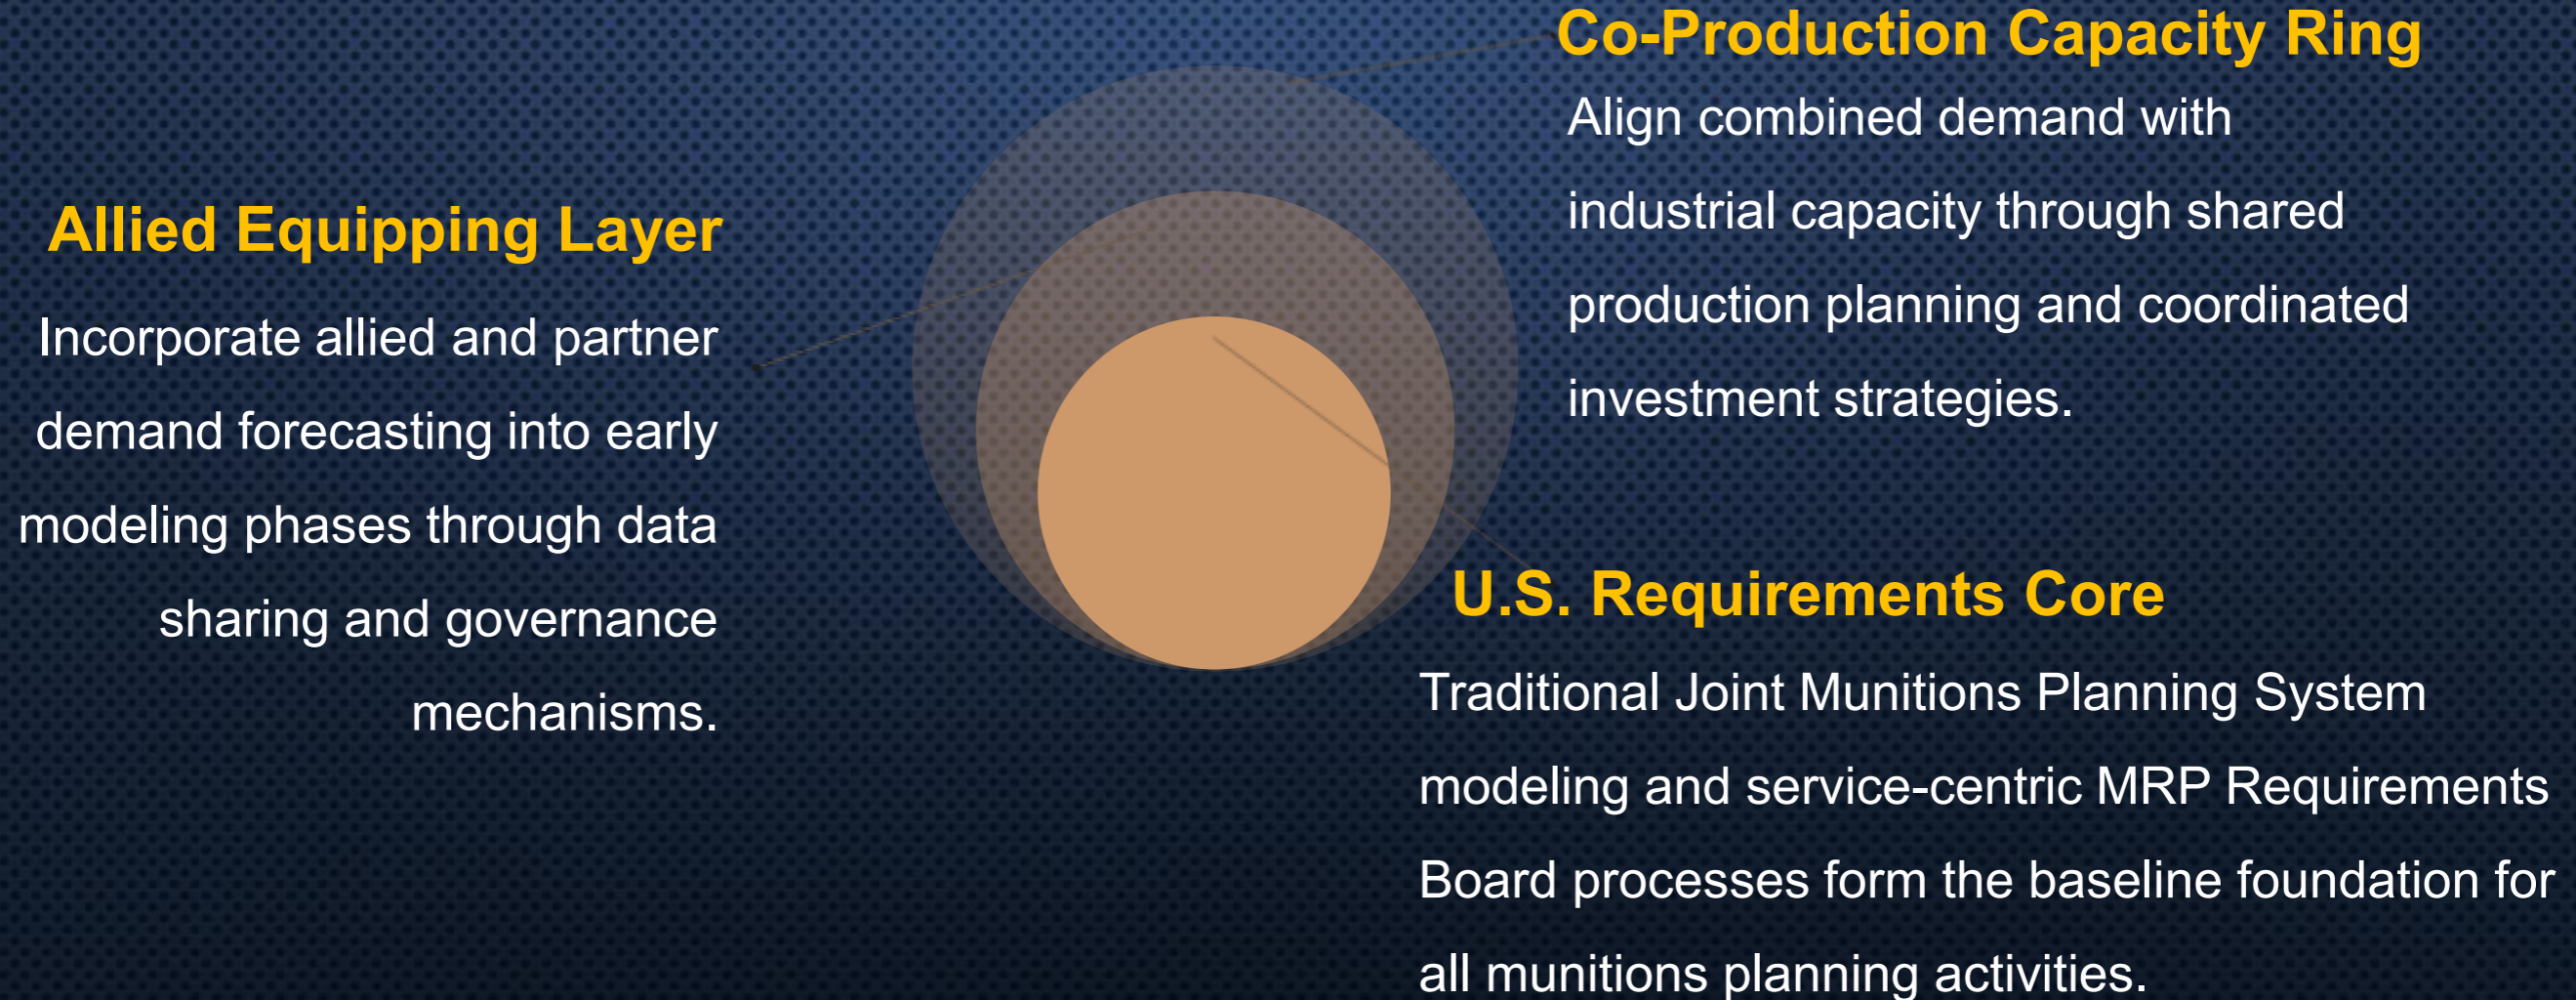 Allied Equipping Layer
Incorporate allied and partner
demand forecasting into early
modeling phases through data
sharing and governance
mechanisms.
Co-Production Capacity Ring
Align combined demand with
industrial capacity through shared
production planning and coordinated
investment strategies.
U.S. Requirements Core
Traditional Joint Munitions Planning System
modeling and service-centric MRP Requirements
Board processes form the baseline foundation for
all munitions planning activities.